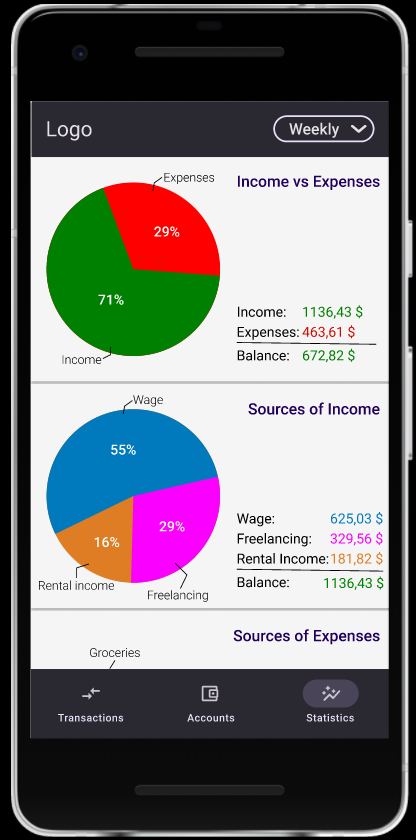 Logo
Weekly
Income vs Expenses
Expenses
29%
71%
Income
Income: 1136,43 $
Expenses: 463,61 $
Balance: 672,82 $
Sources of Income
Wage
55%
29%
16%
Rental income
Freelancing
Wage: 625,03 $
Freelancing: 329,56 $
Rental Income: 181,82 $
Balance: 1136,43 $
Sources of Expenses
Groceries
Transactions
Accounts
Statistics